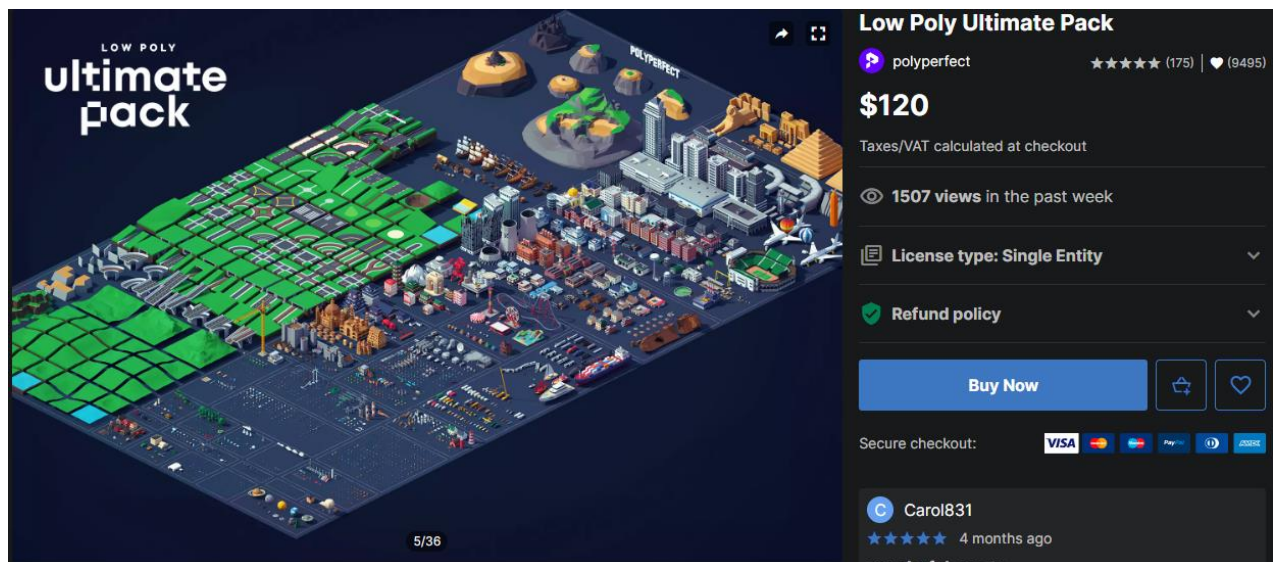 LOW POLY
ultimate
pack
POLYPERFECT
5/36
Low Poly Ultimate Pack
polyperfect
(175) | (9495)
$120
Taxes/VAT calculated at checkout
1507 views in the past week
License type: Single Entity
Refund policy
Buy Now
Secure checkout:
VISA
PayPal
C Carol831
4 months ago